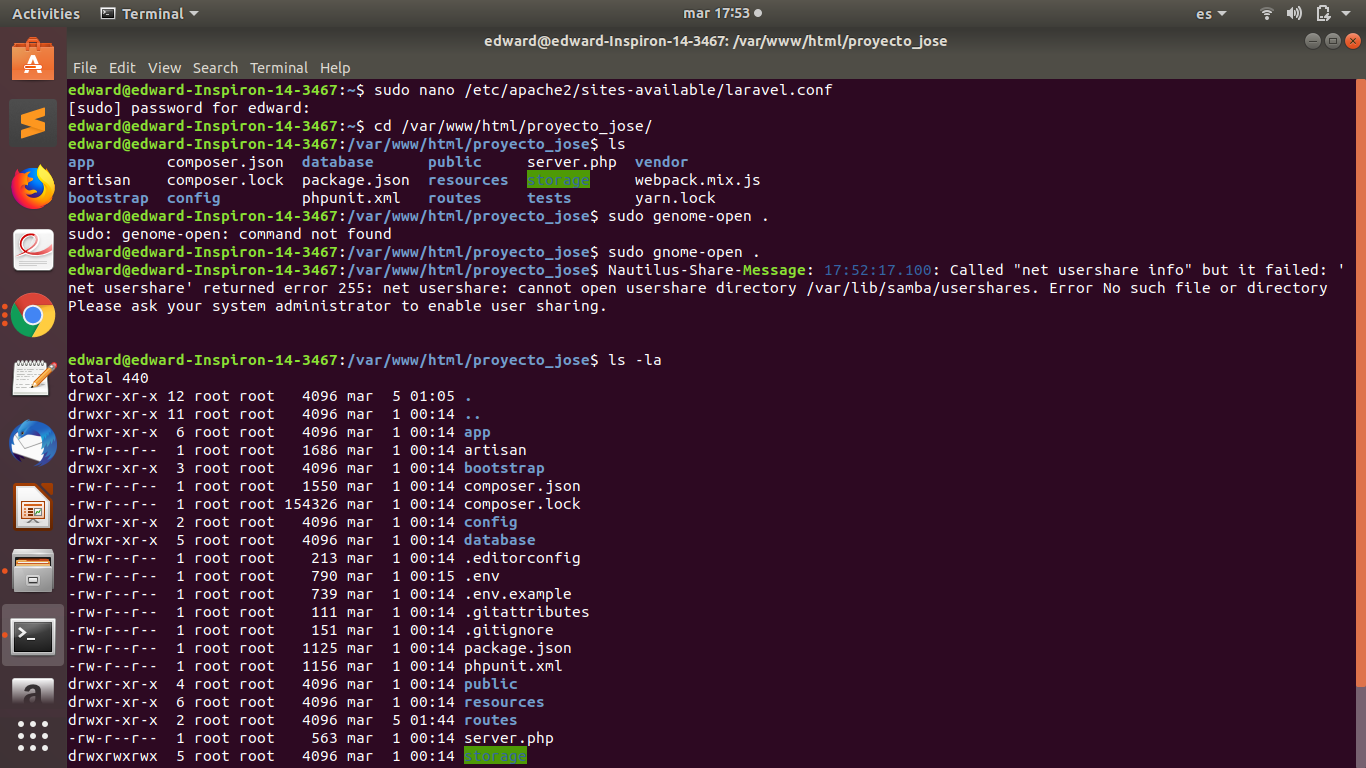 Activities Terminal mar 17:53 es
edward@edward-Inspiron-14-3467: /var/www/html/proyecto_jose
File Edit View Search Terminal Help
edward@edward-Inspiron-14-3467:~$ sudo nano /etc/apache2/sites-available/laravel.conf
[sudo] password for edward:
edward@edward-Inspiron-14-3467:~$ cd /var/www/html/proyecto_jose/
edward@edward-Inspiron-14-3467:/var/www/html/proyecto_jose$ ls
app composer.json database public server.php vendor
artisan composer.lock package.json resources storage webpack.mix.js
bootstrap config phpunit.xml routes tests yarn.lock
edward@edward-Inspiron-14-3467:/var/www/html/proyecto_jose$ sudo genome-open .
sudo: genome-open: command not found
edward@edward-Inspiron-14-3467:/var/www/html/proyecto_jose$ sudo gnome-open .
edward@edward-Inspiron-14-3467:/var/www/html/proyecto_jose$ Nautilus-Share-Message: 17:52:17.100: Called "net usershare info" but it failed: '
net usershare' returned error 255: net usershare: cannot open usershare directory /var/lib/samba/usershares. Error No such file or directory
Please ask your system administrator to enable user sharing.
edward@edward-Inspiron-14-3467:/var/www/html/proyecto_jose$ ls -la
total 440
drwxr-xr-x 12 root root 4096 mar 5 01:05 .
drwxr-xr-x 11 root root 4096 mar 1 00:14 ..
drwxr-xr-x 6 root root 4096 mar 1 00:14 app
-rw-r--r-- 1 root root 1686 mar 1 00:14 artisan
drwxr-xr-x 3 root root 4096 mar 1 00:14 bootstrap
-rw-r--r-- 1 root root 1550 mar 1 00:14 composer.json
-rw-r--r-- 1 root root 154326 mar 1 00:14 composer.lock
drwxr-xr-x 2 root root 4096 mar 1 00:14 config
drwxr-xr-x 5 root root 4096 mar 1 00:14 database
-rw-r--r-- 1 root root 213 mar 1 00:14 .editorconfig
-rw-r--r-- 1 root root 790 mar 1 00:15 .env
-rw-r--r-- 1 root root 739 mar 1 00:14 .env.example
-rw-r--r-- 1 root root 111 mar 1 00:14 .gitattributes
-rw-r--r-- 1 root root 151 mar 1 00:14 .gitignore
-rw-r--r-- 1 root root 1125 mar 1 00:14 package.json
-rw-r--r-- 1 root root 1156 mar 1 00:14 phpunit.xml
drwxr-xr-x 4 root root 4096 mar 1 00:14 public
drwxr-xr-x 6 root root 4096 mar 1 00:14 resources
drwxr-xr-x 2 root root 4096 mar 5 01:44 routes
-rw-r--r-- 1 root root 563 mar 1 00:14 server.php
drwxrwxrwx 5 root root 4096 mar 1 00:14 storage